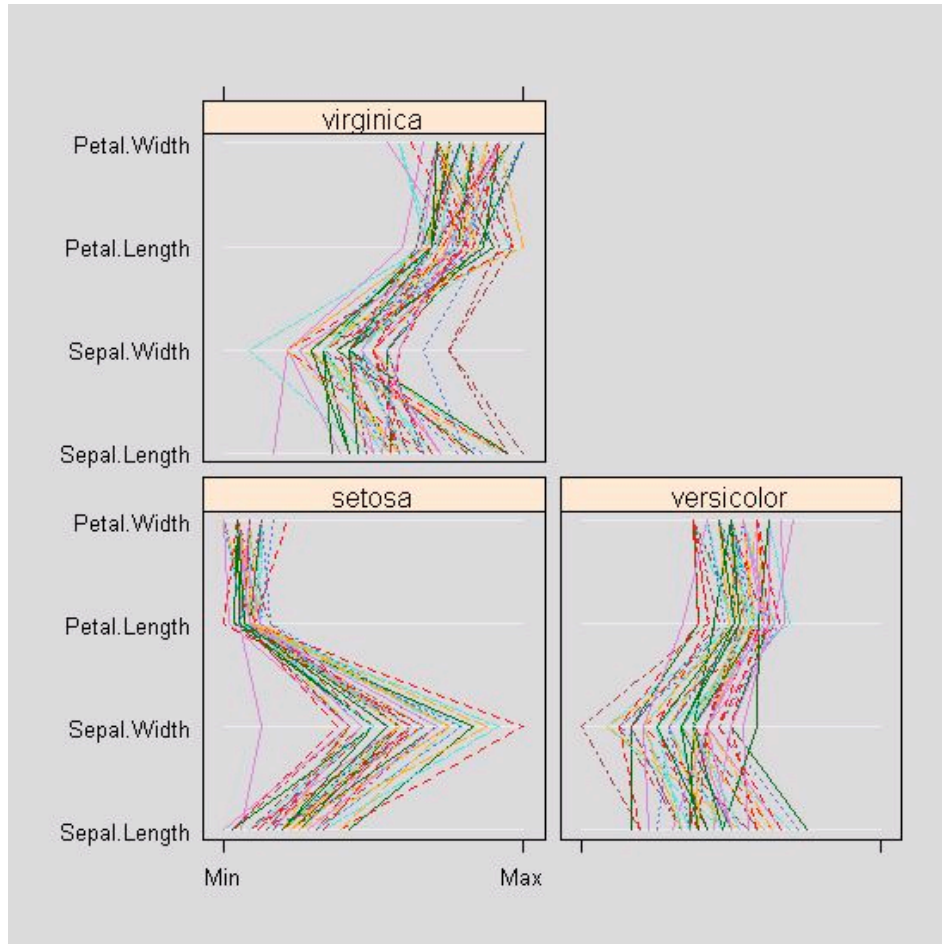 virginica
Petal.Width
Petal.Length
Sepal.Width
Sepal.Length
setosa
versicolor
Petal.Width
Petal.Length
Sepal.Width
Sepal.Length
Min
Max